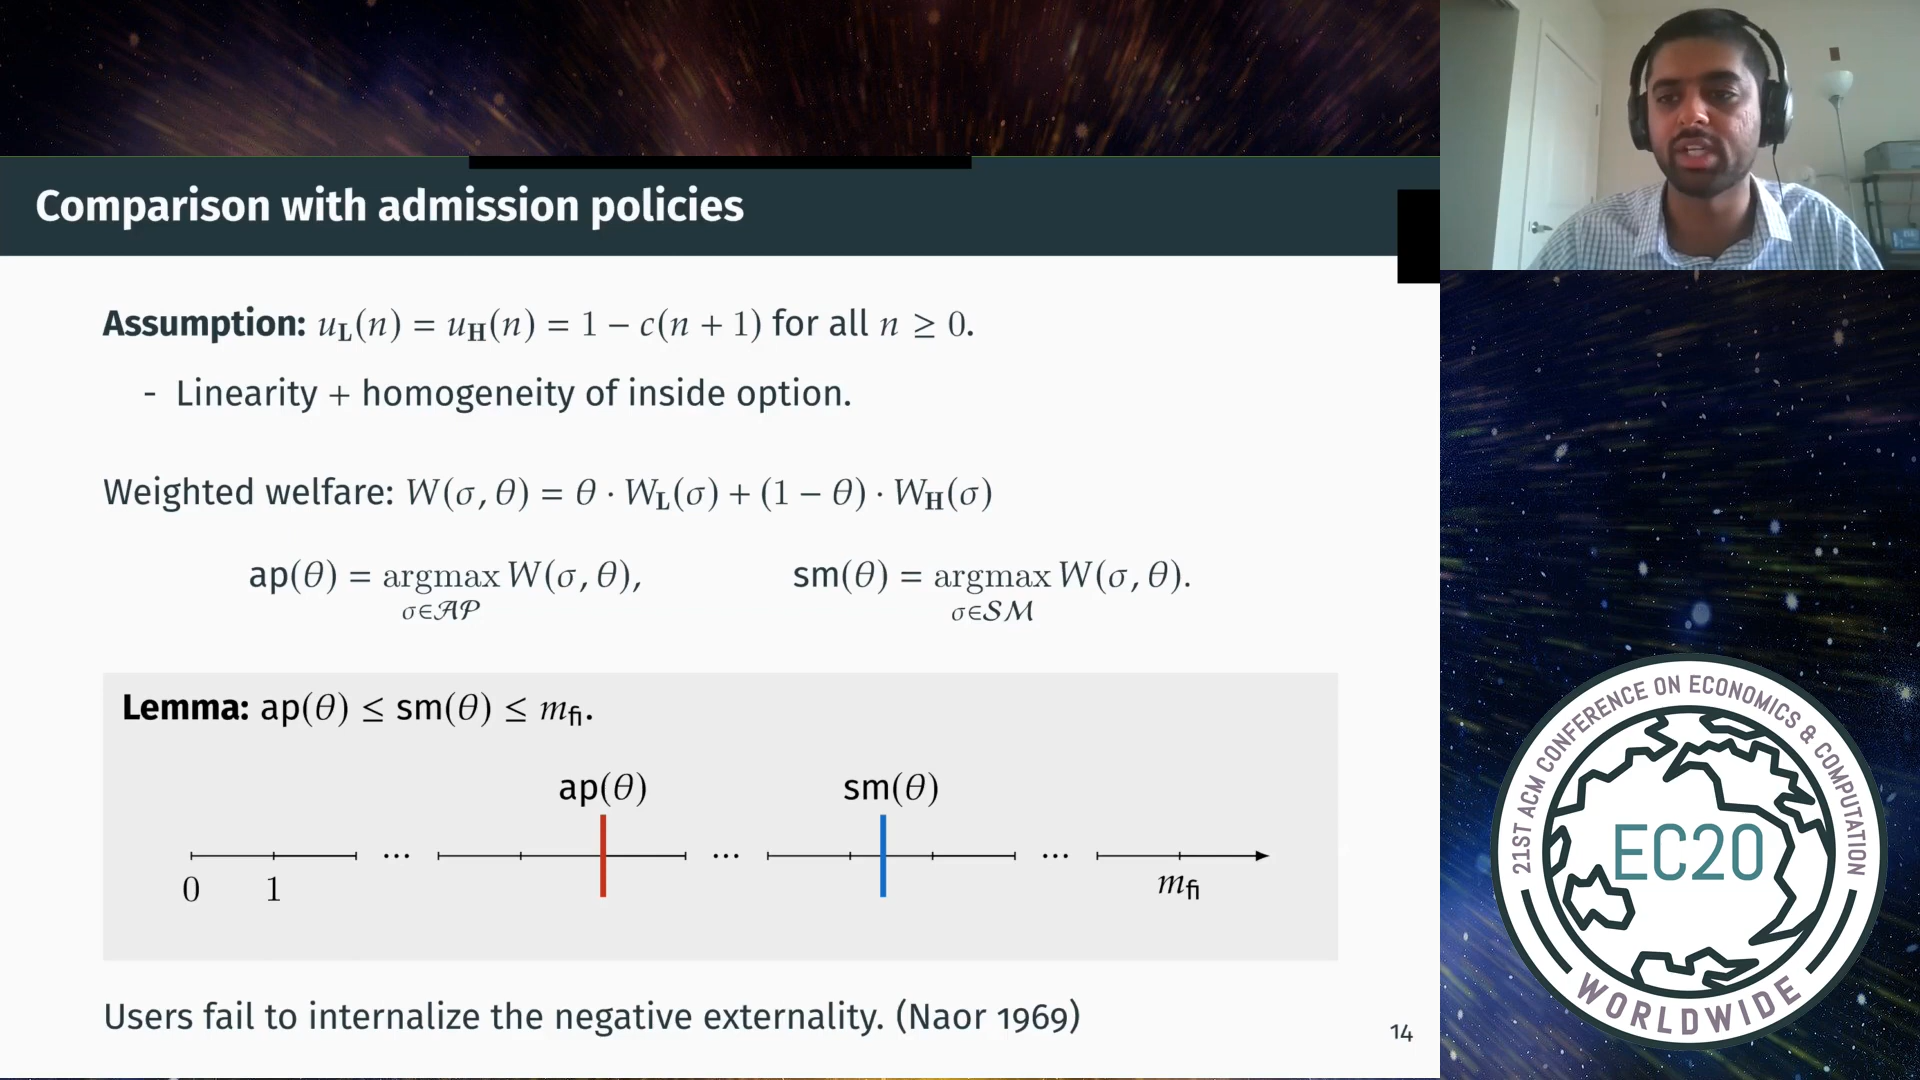 Comparison with admission policies
Assumption: u_L(n) = u_H(n) = 1 − c(n + 1) for all n ≥ 0.
- Linearity + homogeneity of inside option.
Weighted welfare: W(σ, θ) = θ · W_L(σ) + (1 − θ) · W_H(σ)
ap(θ) = argmax W(σ, θ), sm(θ) = argmax W(σ, θ).
σ∈𝒜𝒫 σ∈𝒮ℳ
Lemma: ap(θ) ≤ sm(θ) ≤ m_fi.
ap(θ) sm(θ)
... ... ...
0 1 m_fi
Users fail to internalize the negative externality. (Naor 1969)
14
21ST ACM CONFERENCE ON ECONOMICS & COMPUTATION
EC20
WORLDWIDE